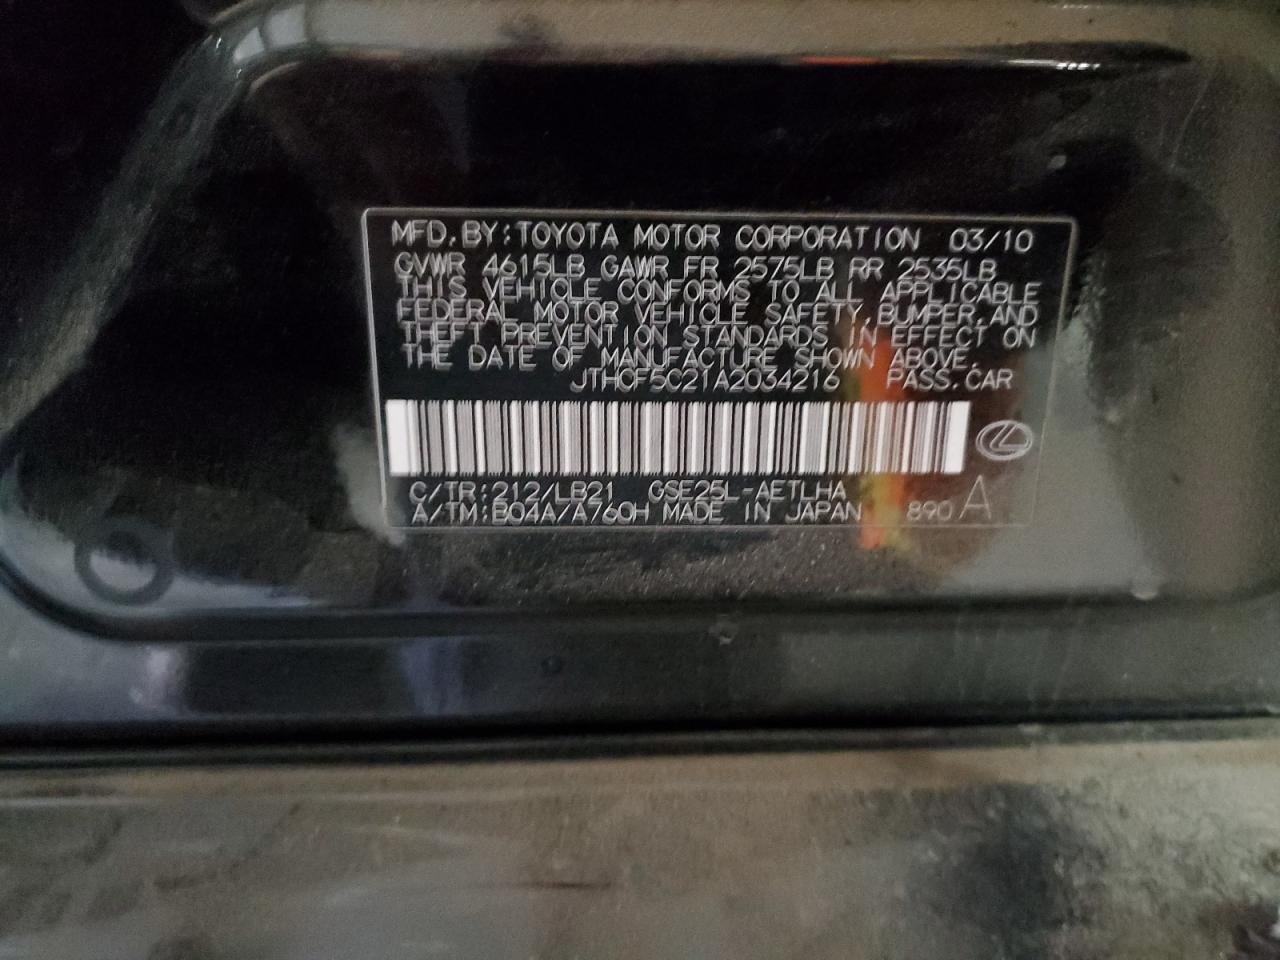 MFD.BY:TOYOTA MOTOR CORPORATION 03/10
GVWR 4615LB GAWR FR 2575LB RR 2535LB
THIS VEHICLE CONFORMS TO ALL APPLICABLE
FEDERAL MOTOR VEHICLE SAFETY,BUMPER,AND
THEFT PREVENTION STANDARDS IN EFFECT ON
THE DATE OF MANUFACTURE SHOWN ABOVE.
JTHCF5C21A2034216 PASS.CAR
C/TR:212/LB21 GSE25L-AETLHA
A/TM:B04A/A760H MADE IN JAPAN 890 A